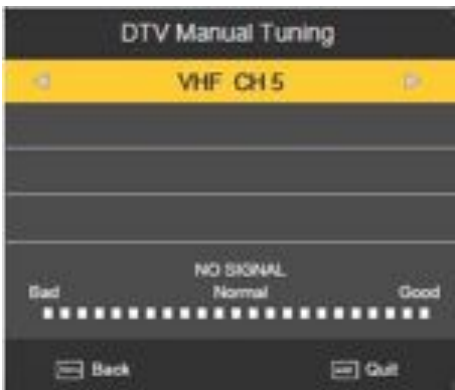 DTV Manual Tuning
VHF CH 5
NO SIGNAL
Bad Normal Good
Back Quit